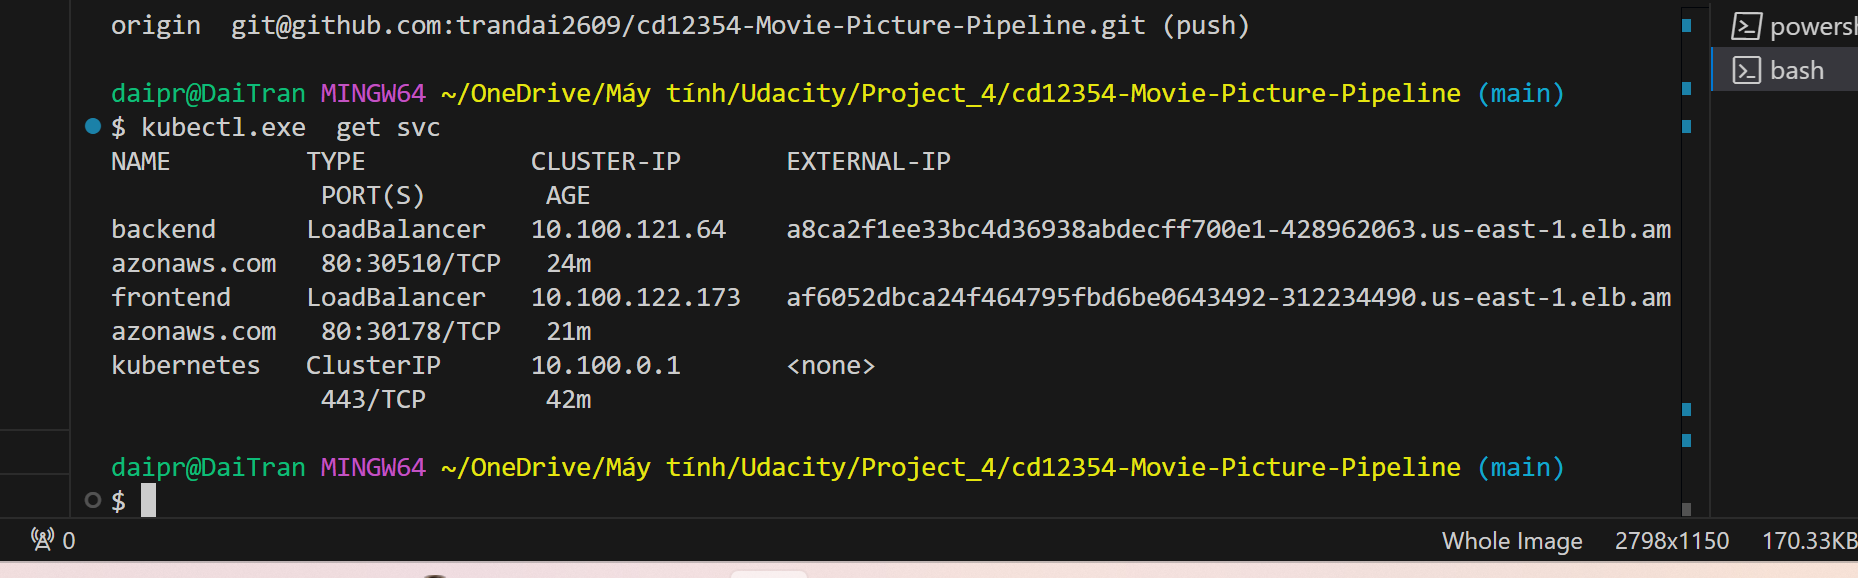 origin  git@github.com:trandai2609/cd12354-Movie-Picture-Pipeline.git (push)
daipr@DaiTran MINGW64 ~/OneDrive/Máy tính/Udacity/Project_4/cd12354-Movie-Picture-Pipeline (main)
$ kubectl.exe  get svc
NAME         TYPE           CLUSTER-IP       EXTERNAL-IP
PORT(S)        AGE
backend      LoadBalancer   10.100.121.64    a8ca2f1ee33bc4d36938abdecff700e1-428962063.us-east-1.elb.am
azonaws.com   80:30510/TCP   24m
frontend     LoadBalancer   10.100.122.173   af6052dbca24f464795fbd6be0643492-312234490.us-east-1.elb.am
azonaws.com   80:30178/TCP   21m
kubernetes   ClusterIP      10.100.0.1       <none>
443/TCP        42m
daipr@DaiTran MINGW64 ~/OneDrive/Máy tính/Udacity/Project_4/cd12354-Movie-Picture-Pipeline (main)
$
powersh
bash
0
Whole Image
2798x1150
170.33KB